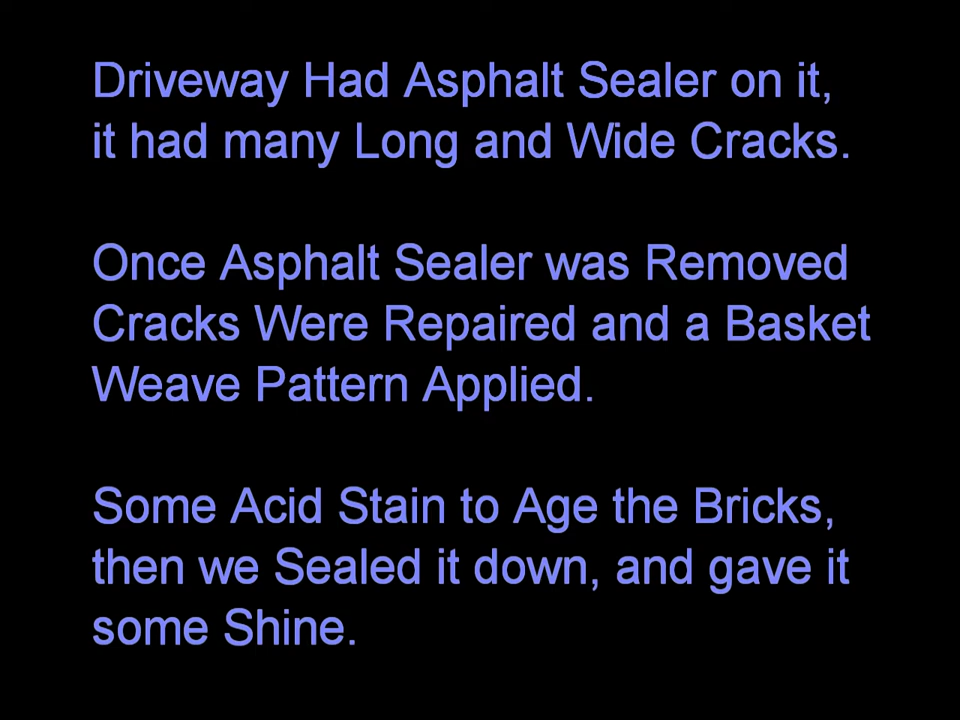 Driveway Had Asphalt Sealer on it,
it had many Long and Wide Cracks.
Once Asphalt Sealer was Removed
Cracks Were Repaired and a Basket
Weave Pattern Applied.
Some Acid Stain to Age the Bricks,
then we Sealed it down, and gave it
some Shine.